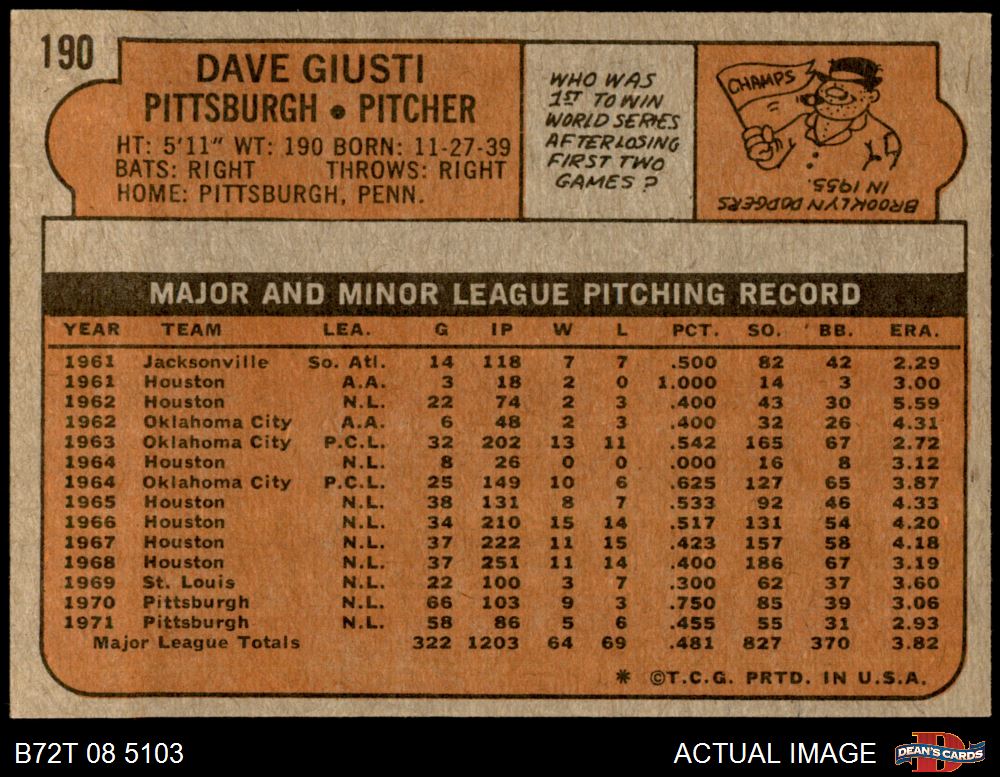 190
DAVE GIUSTI
PITTSBURGH • PITCHER
HT: 5'11" WT: 190 BORN: 11-27-39
BATS: RIGHT THROWS: RIGHT
HOME: PITTSBURGH, PENN.
WHO WAS
1ST TO WIN
WORLD SERIES
AFTER LOSING
FIRST TWO
GAMES?
CHAMPS
BROOKLYN DODGERS
IN 1955.
MAJOR AND MINOR LEAGUE PITCHING RECORD
YEAR TEAM LEA. G IP W L PCT. SO. BB. ERA.
1961 Jacksonville So. Atl. 14 118 7 7 .500 82 42 2.29
1961 Houston A.A. 3 18 2 0 1.000 14 3 3.00
1962 Houston N.L. 22 74 2 3 .400 43 30 5.59
1962 Oklahoma City A.A. 6 48 2 3 .400 32 26 4.31
1963 Oklahoma City P.C.L. 32 202 13 11 .542 165 67 2.72
1964 Houston N.L. 8 26 0 0 .000 16 8 3.12
1964 Oklahoma City P.C.L. 25 149 10 6 .625 127 65 3.87
1965 Houston N.L. 38 131 8 7 .533 92 46 4.33
1966 Houston N.L. 34 210 15 14 .517 131 54 4.20
1967 Houston N.L. 37 222 11 15 .423 157 58 4.18
1968 Houston N.L. 37 251 11 14 .400 186 67 3.19
1969 St. Louis N.L. 22 100 3 7 .300 62 37 3.60
1970 Pittsburgh N.L. 66 103 9 3 .750 85 39 3.06
1971 Pittsburgh N.L. 58 86 5 6 .455 55 31 2.93
Major League Totals 322 1203 64 69 .481 827 370 3.82
* ©T.C.G. PRTD. IN U.S.A.
B72T 08 5103
ACTUAL IMAGE
D
DEAN'S CARDS